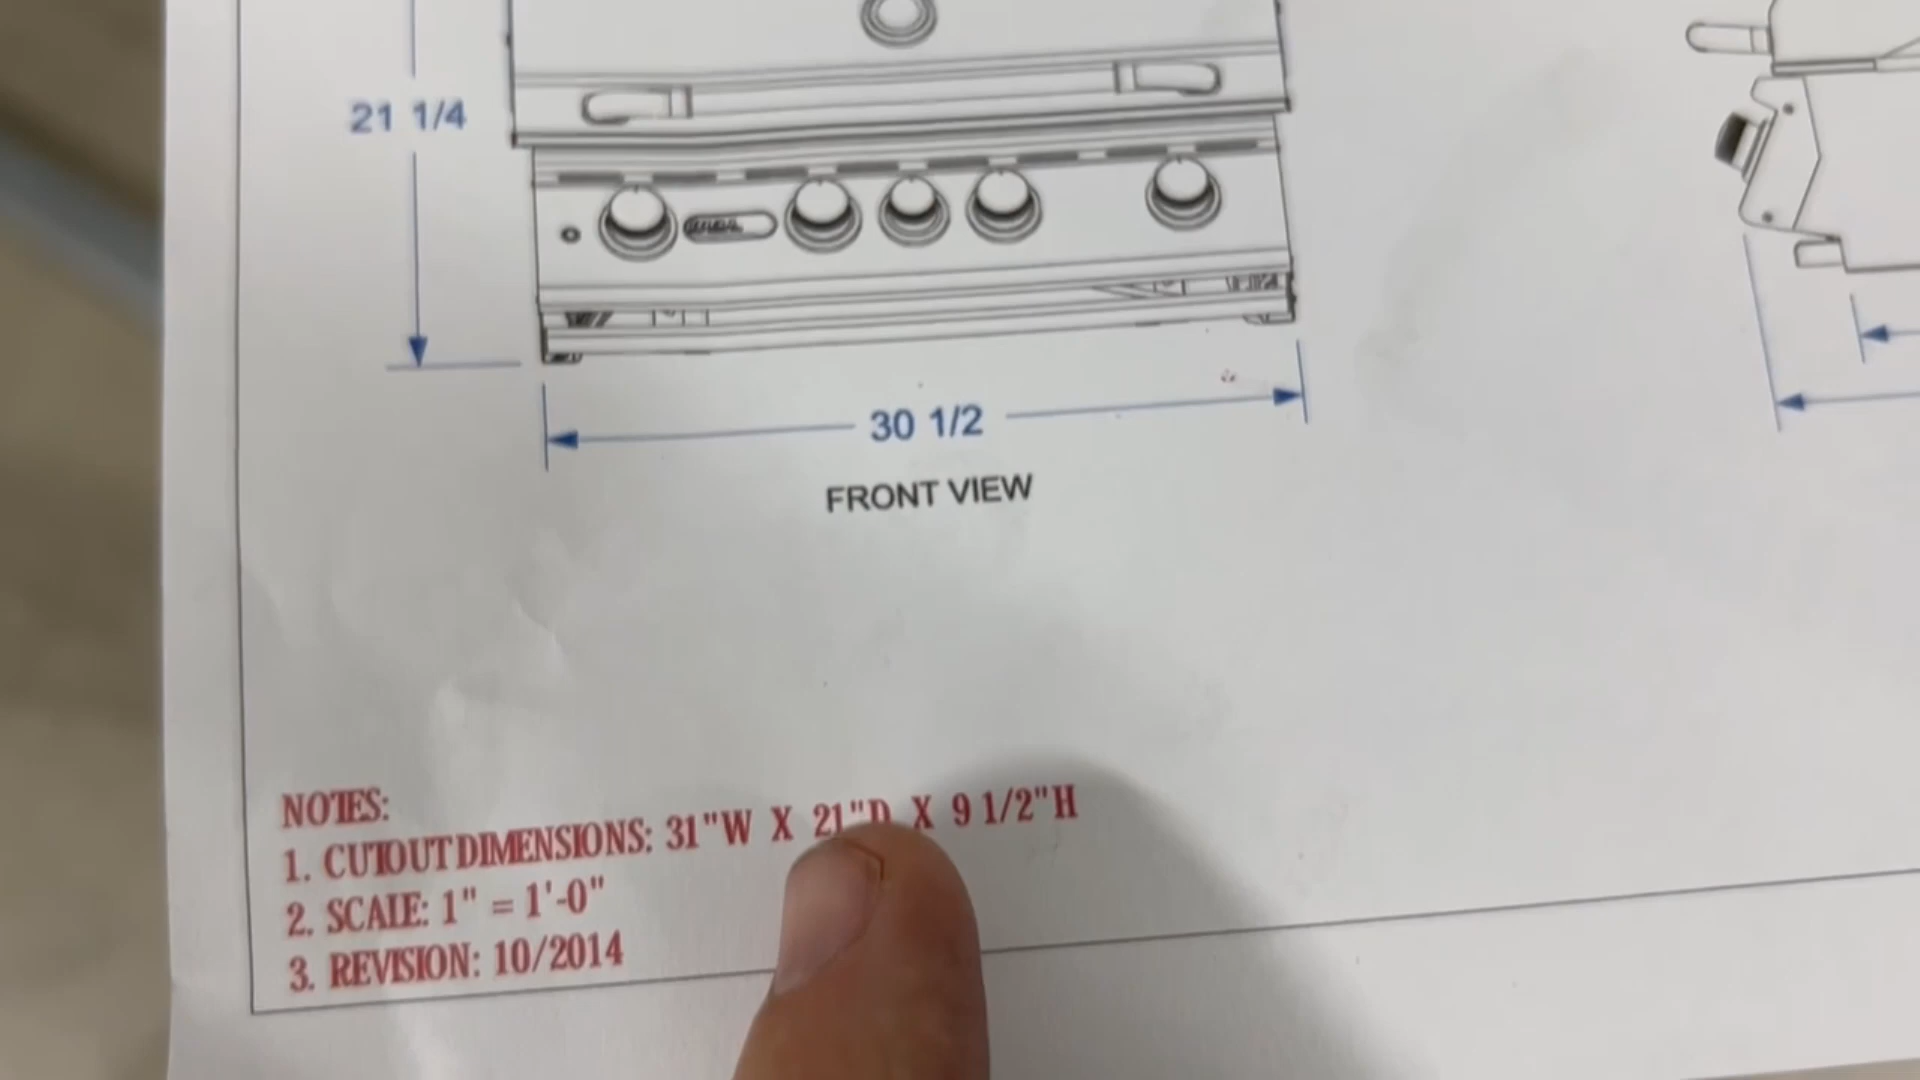 21 1/4
30 1/2
FRONT VIEW
NOTES:
1. CUTOUT DIMENSIONS: 31"W X 21"D X 9 1/2"H
2. SCALE: 1" = 1'-0"
3. REVISION: 10/2014